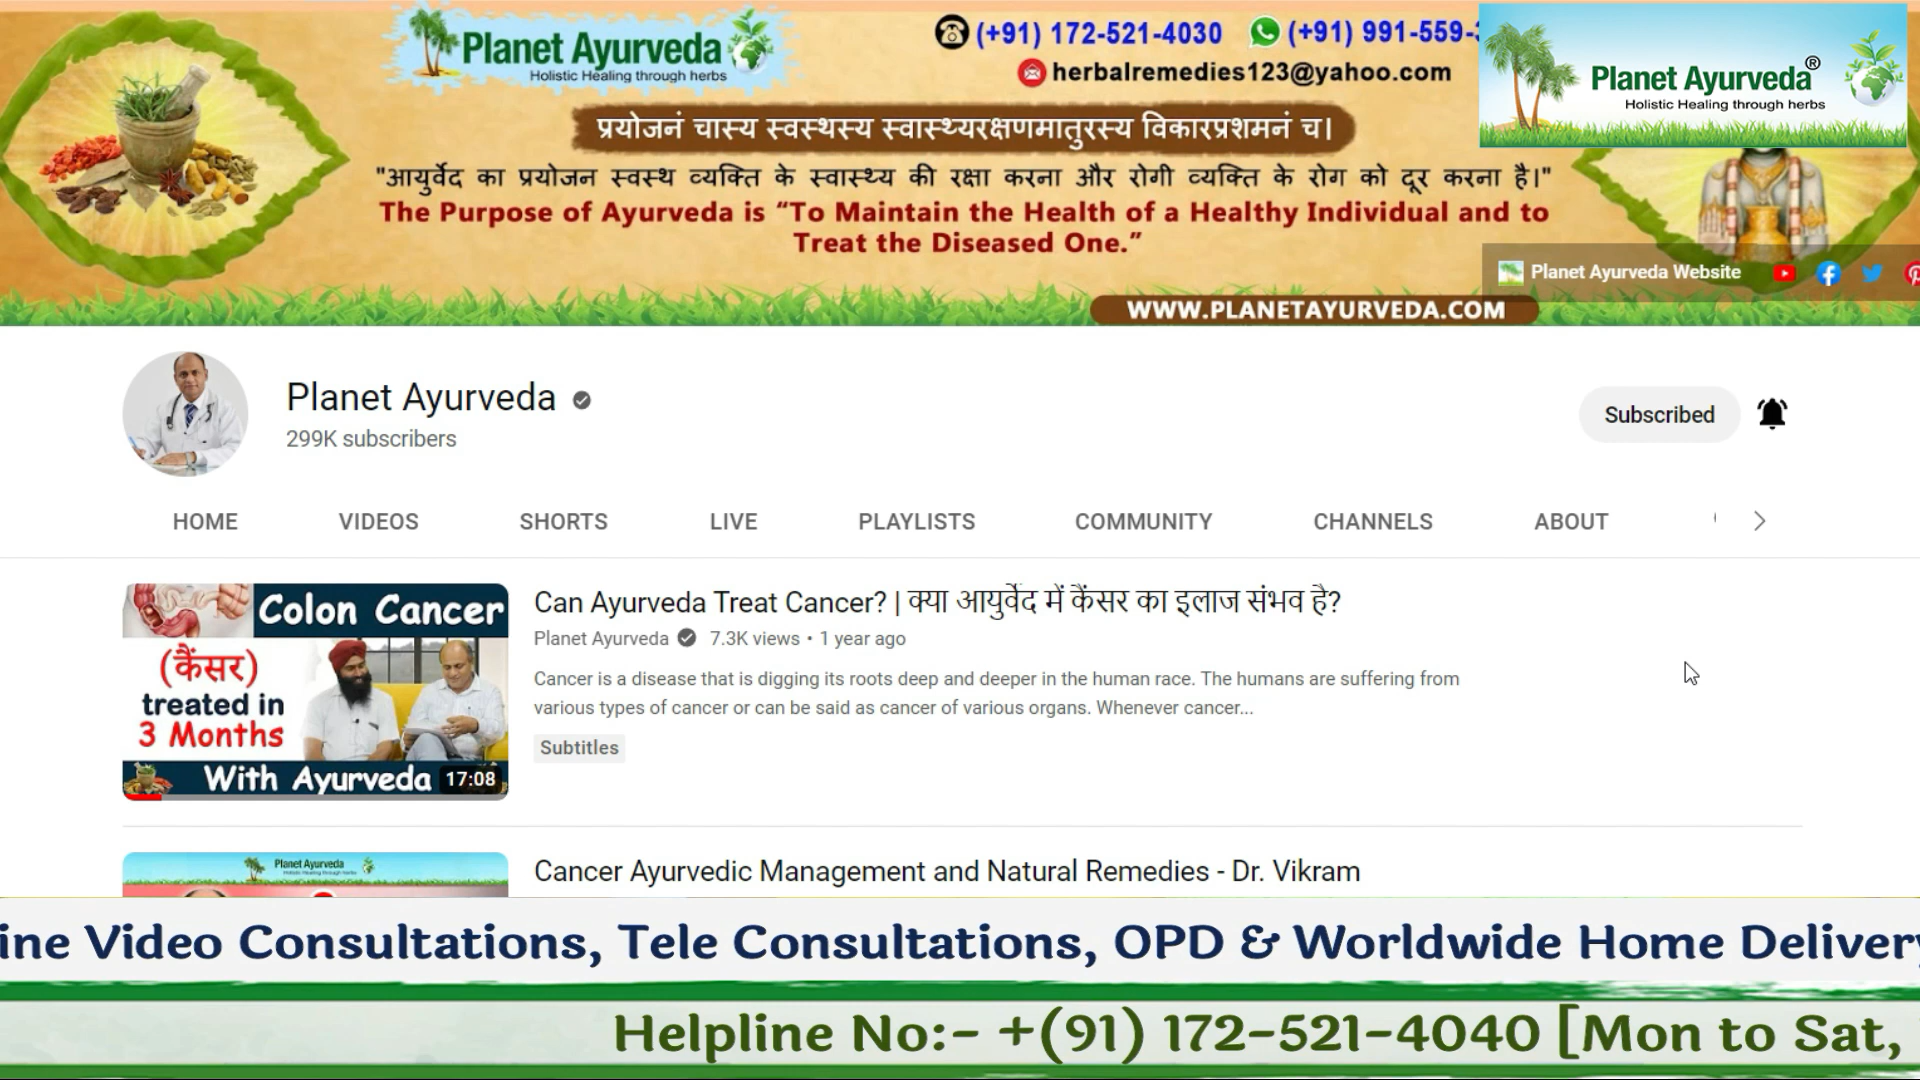 Planet Ayurveda
Holistic Healing through herbs
(+91) 172-521-4030
(+91) 991-559-
herbalremedies123@yahoo.com
Planet Ayurveda®
Holistic Healing through herbs
प्रयोजनं चास्य स्वस्थस्य स्वास्थ्यरक्षणमातुरस्य विकारप्रशमनं च।
"आयुर्वेद का प्रयोजन स्वस्थ व्यक्ति के स्वास्थ्य की रक्षा करना और रोगी व्यक्ति के रोग को दूर करना है।"
The Purpose of Ayurveda is “To Maintain the Health of a Healthy Individual and to
Treat the Diseased One.”
Planet Ayurveda Website
WWW.PLANETAYURVEDA.COM
Planet Ayurveda
299K subscribers
Subscribed
HOME VIDEOS SHORTS LIVE PLAYLISTS COMMUNITY CHANNELS ABOUT
Colon Cancer
(कैंसर)
treated in
3 Months
With Ayurveda
17:08
Can Ayurveda Treat Cancer? | क्या आयुर्वेद में कैंसर का इलाज संभव है?
Planet Ayurveda 7.3K views • 1 year ago
Cancer is a disease that is digging its roots deep and deeper in the human race. The humans are suffering from
various types of cancer or can be said as cancer of various organs. Whenever cancer...
Subtitles
Planet Ayurveda
Holistic Healing through herbs
Cancer Ayurvedic Management and Natural Remedies - Dr. Vikram
ine Video Consultations, Tele Consultations, OPD & Worldwide Home Delivery
Helpline No:- +(91) 172-521-4040 [Mon to Sat,